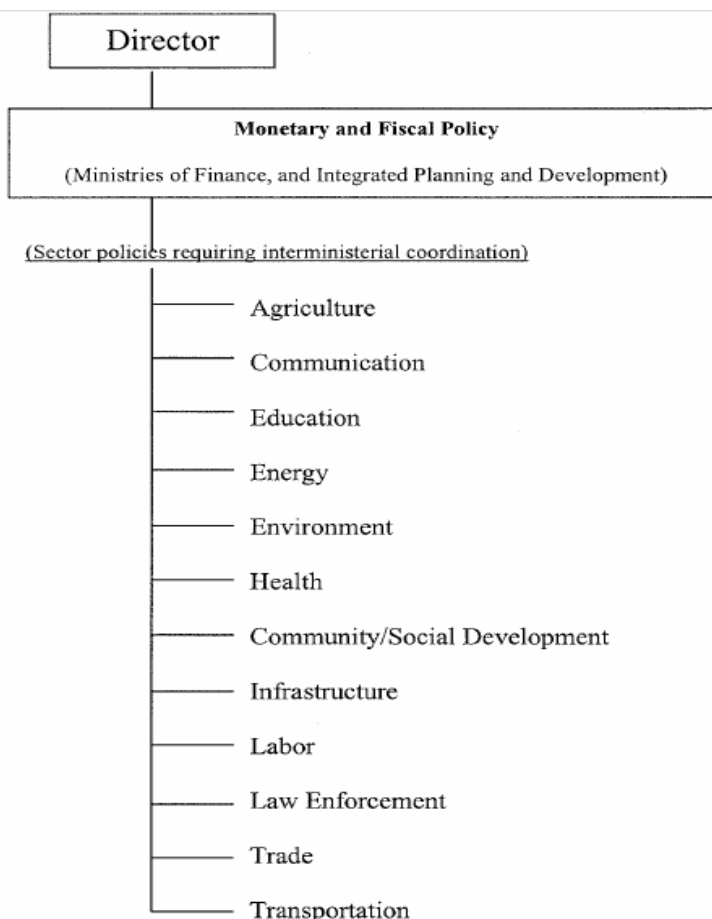 Director
Monetary and Fiscal Policy
(Ministries of Finance, and Integrated Planning and Development)
(Sector policies requiring interministerial coordination)
Agriculture
Communication
Education
Energy
Environment
Health
Community/Social Development
Infrastructure
Labor
Law Enforcement
Trade
Transportation